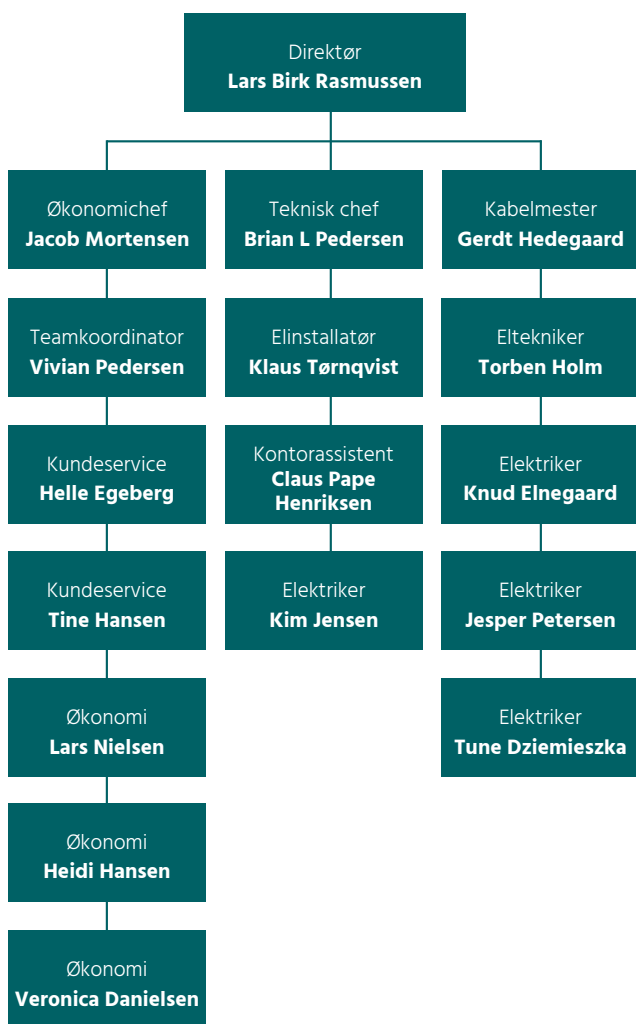 Direktør
Lars Birk Rasmussen
Økonomichef
Jacob Mortensen
Teknisk chef
Brian L Pedersen
Kabelmester
Gerdt Hedegaard
Teamkoordinator
Vivian Pedersen
Elinstallatør
Klaus Tørnqvist
Eltekniker
Torben Holm
Kundeservice
Helle Egeberg
Kontorassistent
Claus Pape
Henriksen
Elektriker
Knud Elnegaard
Kundeservice
Tine Hansen
Elektriker
Kim Jensen
Elektriker
Jesper Petersen
Økonomi
Lars Nielsen
Elektriker
Tune Dziemieszka
Økonomi
Heidi Hansen
Økonomi
Veronica Danielsen